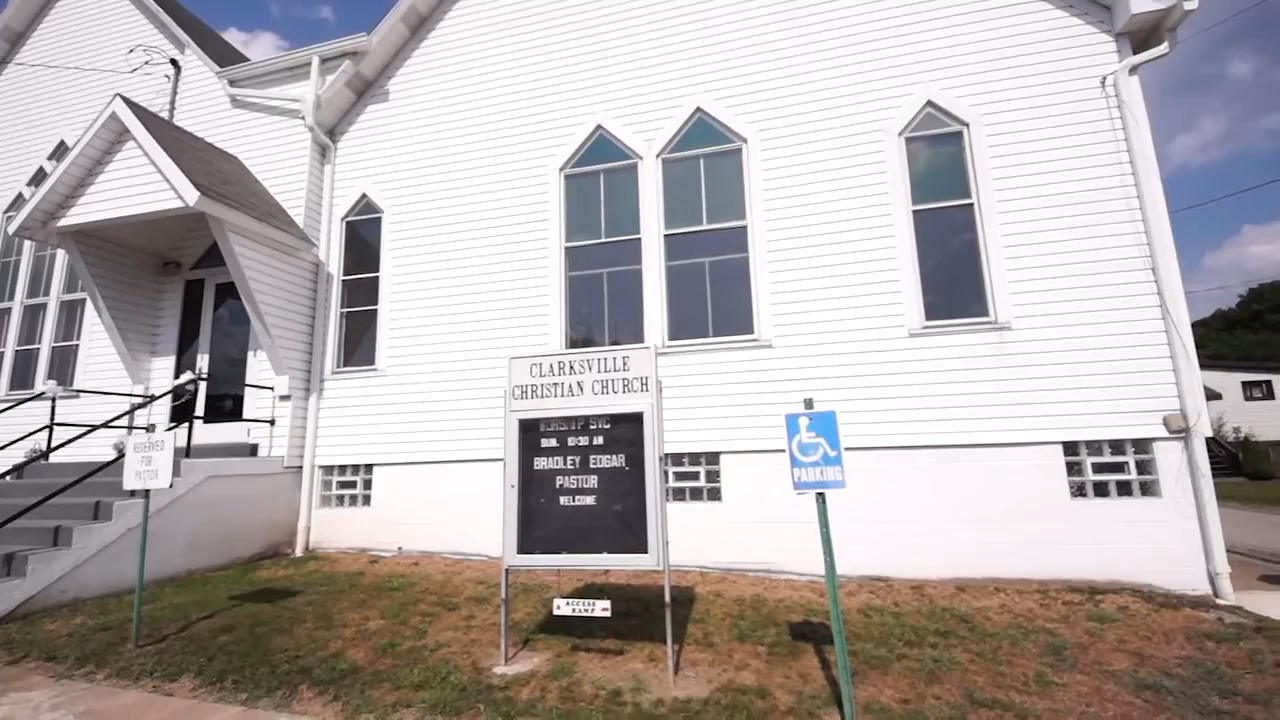 CLARKSVILLE
CHRISTIAN CHURCH
WORSHIP SVC
SUN. 10:30 AM
BRADLEY EDGAR
PASTOR
WELCOME
ACCESS
RAMP
RESERVED
FOR
PASTOR
PARKING